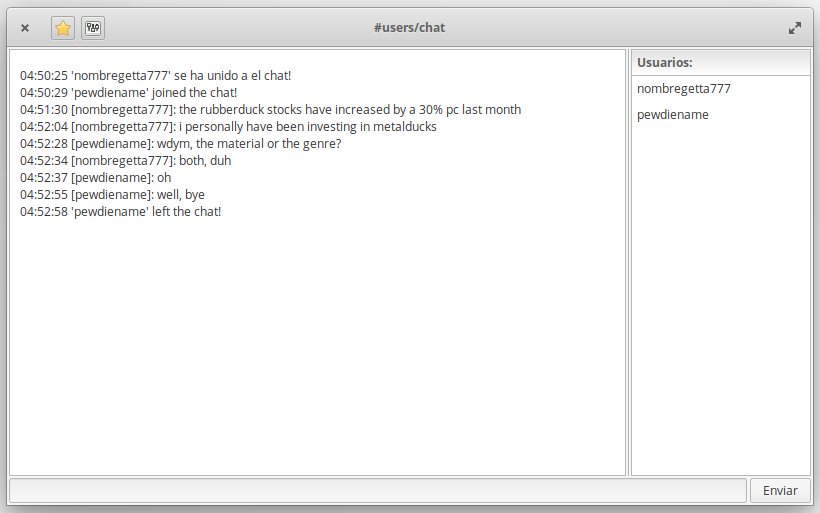 #users/chat
04:50:25 'nombregetta777' se ha unido a el chat!
04:50:29 'pewdiename' joined the chat!
04:51:30 [nombregetta777]: the rubberduck stocks have increased by a 30% pc last month
04:52:04 [nombregetta777]: i personally have been investing in metalducks
04:52:28 [pewdiename]: wdym, the material or the genre?
04:52:34 [nombregetta777]: both, duh
04:52:37 [pewdiename]: oh
04:52:55 [pewdiename]: well, bye
04:52:58 'pewdiename' left the chat!
Usuarios:
nombregetta777
pewdiename
Enviar